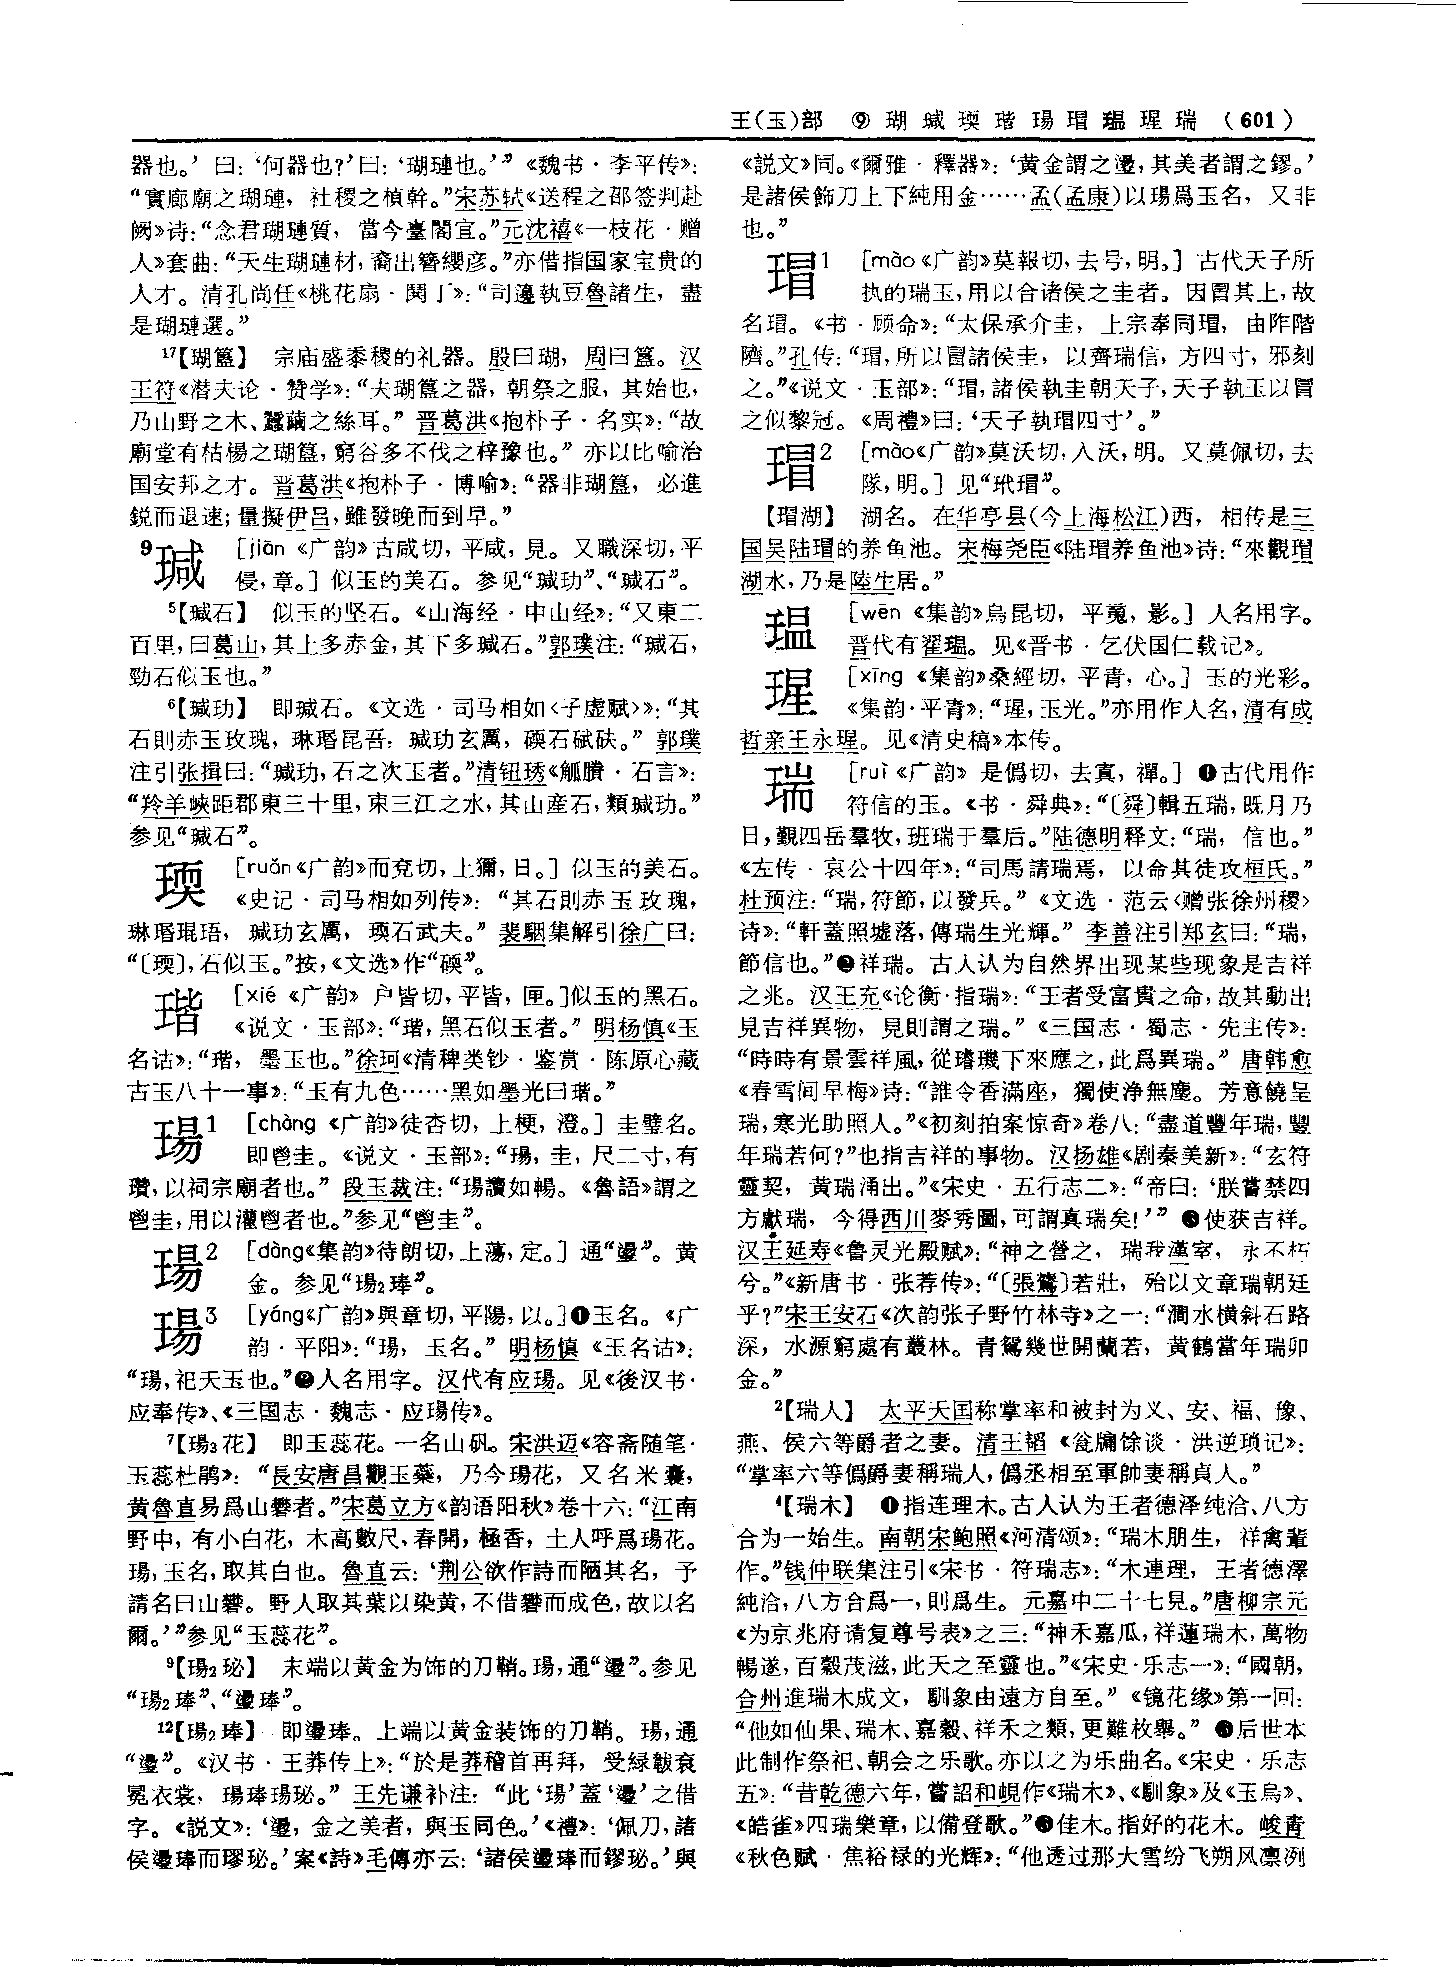 王(玉)部 ⑨ 瑚 瑊 瑌 瑎 瑒 瑁 瑥 瑆 瑞 (601)
器也。’曰：‘何器也？’曰：‘瑚璉也。’” 《魏书·李平传》：
“實廊廟之瑚璉，社稷之楨幹。”宋苏轼《送程之邵签判赴
阙》诗：“念君瑚璉質，當今臺閣宜。”元沈禧《一枝花·赠
人》套曲：“天生瑚璉材，裔出簪纓彦。”亦借指国家宝贵的
人才。清孔尚任《桃花扇·閧丁》：“司籩執豆魯諸生，盡
是瑚璉選。”
17【瑚簋】 宗庙盛黍稷的礼器。殷曰瑚，周曰簋。汉
王符《潜夫论·赞学》：“夫瑚簋之器，朝祭之服，其始也，
乃山野之木、蠶繭之絲耳。” 晋葛洪《抱朴子·名实》：“故
廟堂有枯楊之瑚簋，窮谷多不伐之梓豫也。” 亦以比喻治
国安邦之才。晋葛洪《抱朴子·博喻》：“器非瑚簋，必進
鋭而退速；量擬伊吕，雖發晚而到早。”
9 瑊 [jiān《广韵》古咸切，平咸，見。又職深切，平
侵，章。] 似玉的美石。参见“瑊玏”、“瑊石”。
5【瑊石】 似玉的坚石。《山海经·中山经》：“又東二
百里，曰葛山，其上多赤金，其下多瑊石。”郭璞注：“瑊石，
勁石似玉也。”
6【瑊玏】 即瑊石。《文选·司马相如〈子虚赋〉》：“其
石則赤玉玫瑰，琳瑉昆吾；瑊玏玄厲，碝石碔砆。” 郭璞
注引张揖曰：“瑊玏，石之次玉者。”清钮琇《觚賸·石言》：
“羚羊峽距郡東三十里，束三江之水，其山産石，類瑊玏。”
参见“瑊石”。
瑌 [ruǎn《广韵》而兗切，上獮，日。] 似玉的美石。
《史记·司马相如列传》：“其石則赤玉玫瑰，
琳瑉琨珸，瑊玏玄厲，瑌石武夫。” 裴駰集解引徐广曰：
“〔瑌〕，石似玉。”按，《文选》作“碝”。
瑎 [xié《广韵》户皆切，平皆，匣。]似玉的黑石。
《说文·玉部》：“瑎，黑石似玉者。” 明杨慎《玉
名诂》：“瑎，墨玉也。”徐珂《清稗类钞·鉴赏·陈原心藏
古玉八十一事》：“玉有九色……黑如墨光曰瑎。”
瑒1 [chàng《广韵》徒杏切，上梗，澄。] 圭璧名。
即鬯圭。《说文·玉部》：“瑒，圭，尺二寸，有
瓚，以祠宗廟者也。” 段玉裁注：“瑒讀如暢。《魯語》謂之
鬯圭，用以灌鬯者也。”参见“鬯圭”。
瑒2 [dàng《集韵》待朗切，上蕩，定。] 通“璗”。黄
金。参见“瑒2琫”。
瑒3 [yáng《广韵》與章切，平陽，以。]❶玉名。《广
韵·平阳》：“瑒，玉名。” 明杨慎《玉名诂》：
“瑒，祀天玉也。”❷人名用字。汉代有应瑒。见《後汉书·
应奉传》、《三国志·魏志·应瑒传》。
7【瑒3花】 即玉蕊花。一名山矾。宋洪迈《容斋随笔·
玉蕊杜鹃》：“長安唐昌觀玉蘂，乃今瑒花，又名米囊，
黄魯直易爲山礬者。”宋葛立方《韵语阳秋》卷十六：“江南
野中，有小白花，木高數尺，春開，極香，土人呼爲瑒花。
瑒，玉名，取其白也。魯直云：‘荆公欲作詩而陋其名，予
請名曰山礬。野人取其葉以染黄，不借礬而成色，故以名
爾。’”参见“玉蕊花”。
9【瑒2珌】 末端以黄金为饰的刀鞘。瑒，通“璗”。参见
“瑒2琫”、“璗琫”。
12【瑒2琫】 即璗琫。上端以黄金装饰的刀鞘。瑒，通
“璗”。《汉书·王莽传上》：“於是莽稽首再拜，受緑韍衮
冕衣裳，瑒琫瑒珌。” 王先谦补注：“此‘瑒’蓋‘璗’之借
字。《説文》：‘璗，金之美者，與玉同色。’《禮》：‘佩刀，諸
侯璗琫而璆珌。’案《詩》毛傳亦云：‘諸侯璗琫而鏐珌。’與
《説文》同。《爾雅·釋器》：‘黄金謂之璗，其美者謂之鏐。’
是諸侯飾刀上下純用金……孟(孟康)以瑒爲玉名，又非
也。”
瑁1 [mào《广韵》莫報切，去号，明。] 古代天子所
执的瑞玉，用以合诸侯之圭者。因冒其上，故
名瑁。《书·顾命》：“太保承介圭，上宗奉同瑁，由阼階
隮。”孔传：“瑁，所以冒諸侯圭，以齊瑞信，方四寸，邪刻
之。”《说文·玉部》：“瑁，諸侯執圭朝天子，天子執玉以冒
之似黎冠。《周禮》曰：‘天子執瑁四寸’。”
瑁2 [mào《广韵》莫沃切，入沃，明。又莫佩切，去
隊，明。] 见“玳瑁”。
【瑁湖】 湖名。在华亭县(今上海松江)西，相传是三
国吴陆瑁的养鱼池。宋梅尧臣《陆瑁养鱼池》诗：“來觀瑁
湖水，乃是陸生居。”
瑥 [wēn《集韵》烏昆切，平魂，影。] 人名用字。
晋代有翟瑥。见《晋书·乞伏国仁载记》。
瑆 [xīng《集韵》桑經切，平青，心。] 玉的光彩。
《集韵·平青》：“瑆，玉光。”亦用作人名，清有成
哲亲王永瑆。见《清史稿》本传。
瑞 [ruì《广韵》是僞切，去寘，禪。] ❶古代用作
符信的玉。《书·舜典》：“〔舜〕輯五瑞，既月乃
日，覲四岳羣牧，班瑞于羣后。”陆德明释文：“瑞，信也。”
《左传·哀公十四年》：“司馬請瑞焉，以命其徒攻桓氏。”
杜预注：“瑞，符節，以發兵。” 《文选·范云〈赠张徐州稷〉
诗》：“軒蓋照墟落，傳瑞生光輝。” 李善注引郑玄曰：“瑞，
節信也。”❷祥瑞。古人认为自然界出现某些现象是吉祥
之兆。汉王充《论衡·指瑞》：“王者受富貴之命，故其動出
見吉祥異物，見則謂之瑞。” 《三国志·蜀志·先主传》：
“時時有景雲祥風，從璿璣下來應之，此爲異瑞。” 唐韩愈
《春雪间早梅》诗：“誰令香滿座，獨使浄無塵。芳意饒呈
瑞，寒光助照人。”《初刻拍案惊奇》卷八：“盡道豐年瑞，豐
年瑞若何？”也指吉祥的事物。汉扬雄《剧秦美新》：“玄符
靈契，黄瑞涌出。”《宋史·五行志二》：“帝曰：‘朕嘗禁四
方獻瑞，今得西川麥秀圖，可謂真瑞矣！’” ❸使获吉祥。
汉王延寿《鲁灵光殿赋》：“神之營之，瑞我漢室，永不朽
兮。”《新唐书·张荐传》：“〔張鷟〕若壯，殆以文章瑞朝廷
乎？”宋王安石《次韵张子野竹林寺》之一：“澗水横斜石路
深，水源窮處有叢林。青鴛幾世開蘭若，黄鶴當年瑞卯
金。”
2【瑞人】 太平天国称掌率和被封为义、安、福、豫、
燕、侯六等爵者之妻。清王韬《瓮牖馀谈·洪逆琐记》：
“掌率六等僞爵妻稱瑞人，僞丞相至軍帥妻稱貞人。”
4【瑞木】 ❶指连理木。古人认为王者德泽纯洽、八方
合为一始生。南朝宋鲍照《河清颂》：“瑞木朋生，祥禽輩
作。”钱仲联集注引《宋书·符瑞志》：“木連理，王者德澤
純洽，八方合爲一，則爲生。元嘉中二十七見。”唐柳宗元
《为京兆府请复尊号表》之三：“神禾嘉瓜，祥蓮瑞木，萬物
暢遂，百穀茂滋，此天之至靈也。”《宋史·乐志一》：“國朝，
合州進瑞木成文，馴象由遠方自至。” 《镜花缘》第一回：
“他如仙果、瑞木、嘉穀、祥禾之類，更難枚舉。” ❷后世本
此制作祭祀、朝会之乐歌。亦以之为乐曲名。《宋史·乐志
五》：“昔乾德六年，嘗詔和峴作《瑞木》、《馴象》及《玉烏》、
《皓雀》四瑞樂章，以備登歌。”❸佳木。指好的花木。峻青
《秋色赋·焦裕禄的光辉》：“他透过那大雪纷飞朔风凛冽